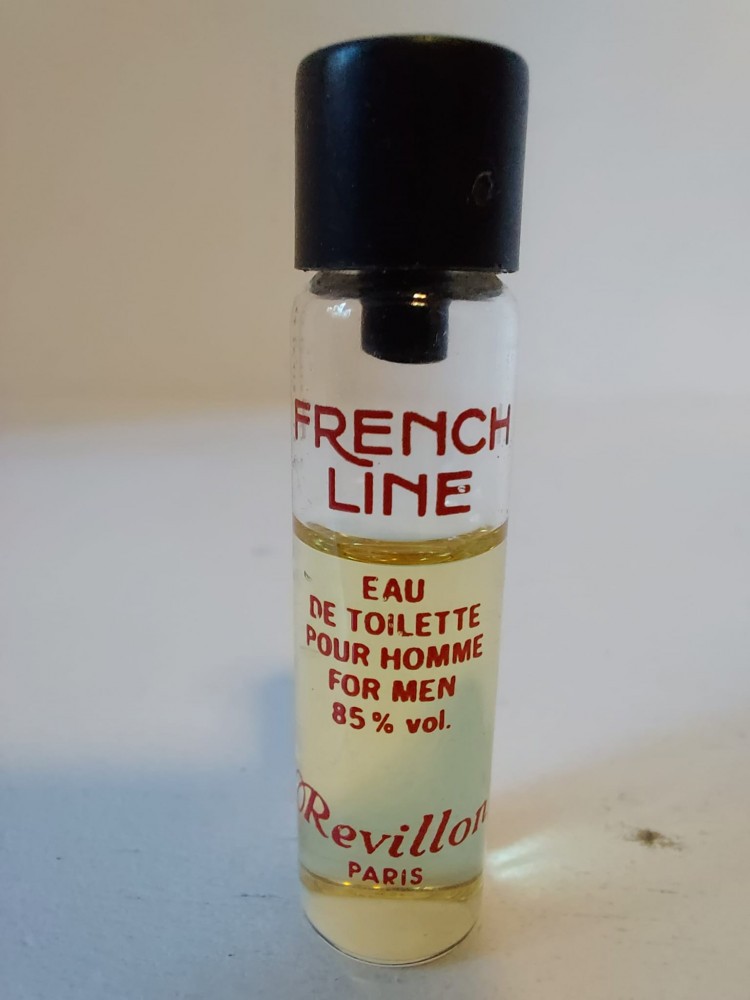 FRENCH
LINE
EAU
DE TOILETTE
POUR HOMME
FOR MEN
85% vol.
Revillon
PARIS